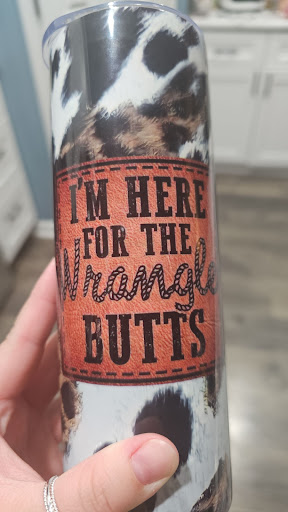 I'M HERE
FOR THE
Wrangle
BUTTS